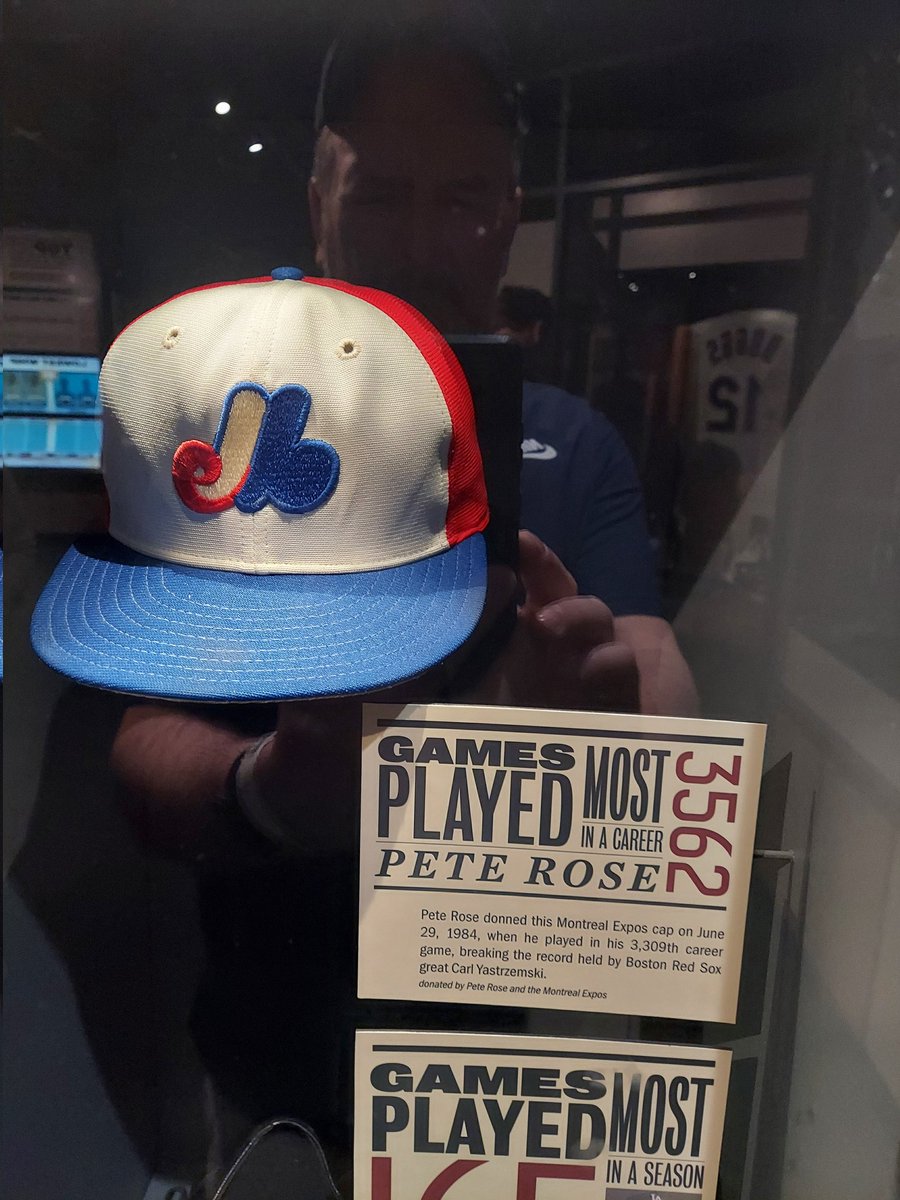 GAMES
PLAYED
MOST
IN A CAREER
3562
PETE ROSE
Pete Rose donned this Montreal Expos cap on June
29, 1984, when he played in his 3,309th career
game, breaking the record held by Boston Red Sox
great Carl Yastrzemski.
donated by Pete Rose and the Montreal Expos
GAMES
PLAYED
MOST
IN A SEASON
12